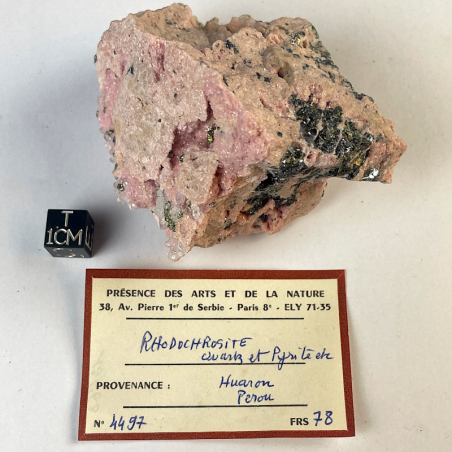 T
1CM
PRÉSENCE DES ARTS ET DE LA NATURE
38, Av. Pierre 1er de Serbie - Paris 8e - ELY 71-35
RHODOCHROSITE
quartz et Pyrite etc
PROVENANCE : Huaron
Perou
No 4497 FRS 78